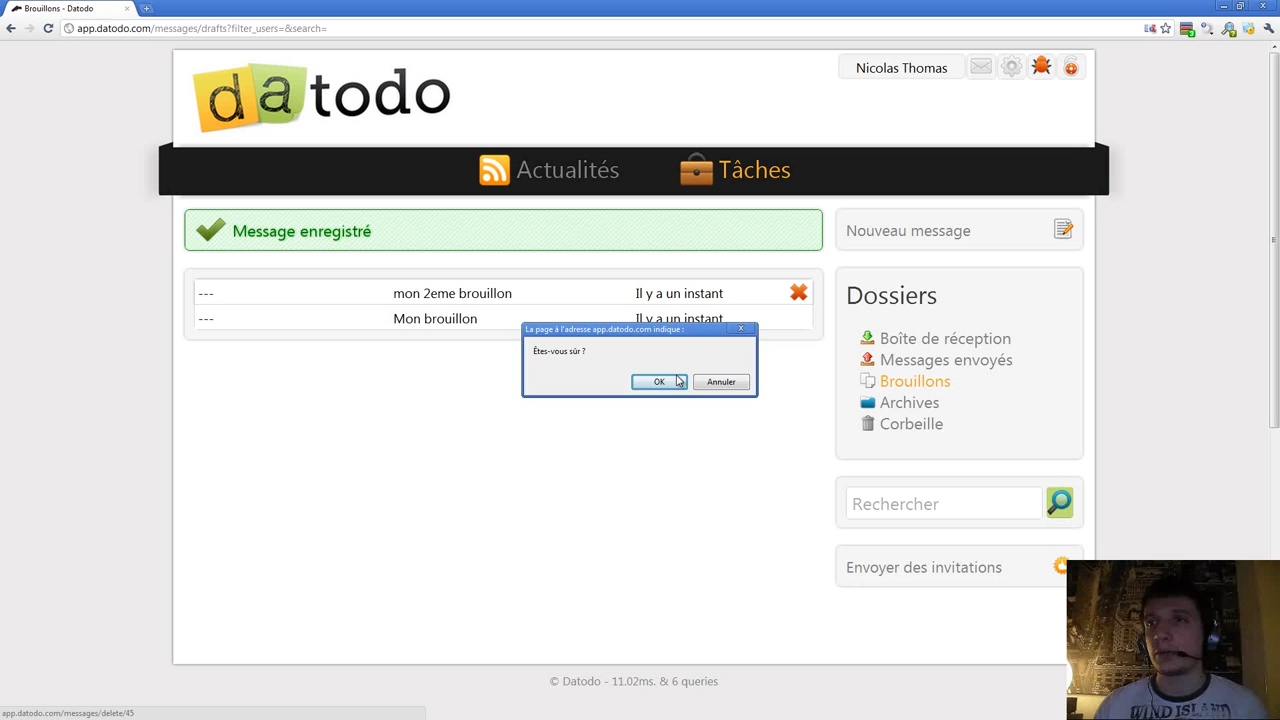 Brouillons - Datodo
app.datodo.com/messages/drafts?filter_users=&search=
datodo
Nicolas Thomas
Actualités
Tâches
Message enregistré
Nouveau message
--- mon 2eme brouillon Il y a un instant
--- Mon brouillon Il y a un instant
La page à l'adresse app.datodo.com indique :
Êtes-vous sûr ?
OK
Annuler
Dossiers
Boîte de réception
Messages envoyés
Brouillons
Archives
Corbeille
Rechercher
Envoyer des invitations
© Datodo - 11.02ms. & 6 queries
WIND ISLAND
app.datodo.com/messages/delete/45